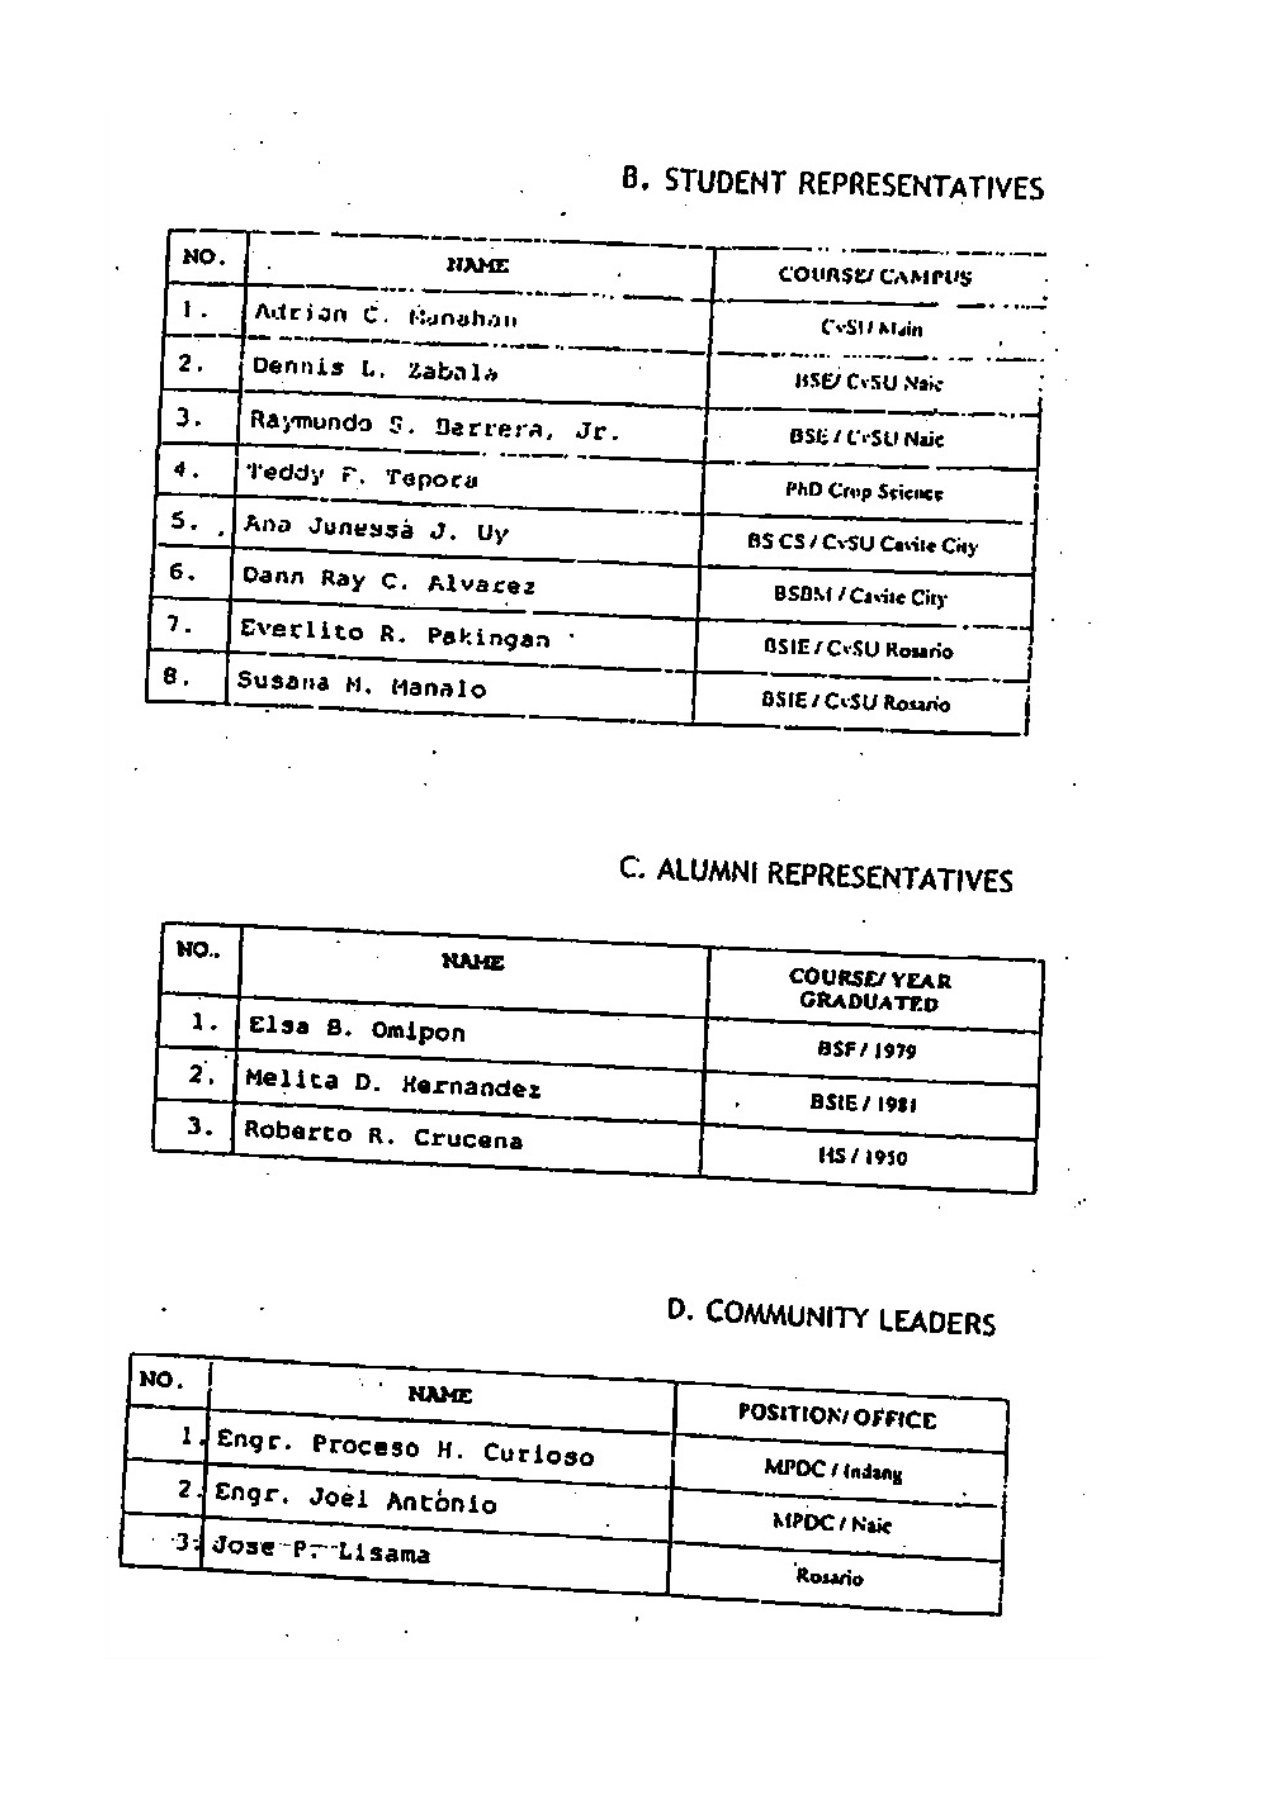 B. STUDENT REPRESENTATIVES
NO. NAME COURSE/ CAMPUS
1. Adrian C. Manahan CvSU Main
2. Dennis L. Zabala BSE/ CvSU Naic
3. Raymundo S. Barrera, Jr. BSE / CvSU Naic
4. Teddy F. Tepora PhD Crop Science
5. Ana Junessa J. Uy BS CS / CvSU Cavite City
6. Dann Ray C. Alvarez BSBM / Cavite City
7. Everlito R. Pakingan BSIE / CvSU Rosario
8. Susana M. Manalo BSIE / CvSU Rosario
C. ALUMNI REPRESENTATIVES
NO. NAME COURSE/ YEAR
GRADUATED
1. Elsa B. Omipon BSF / 1979
2. Melita D. Hernandez BSIE / 1981
3. Roberto R. Crucena HS / 1950
D. COMMUNITY LEADERS
NO. NAME POSITION/ OFFICE
1. Engr. Proceso H. Curioso MPDC / Indang
2. Engr. Joel Antonio MPDC / Naic
3. Jose P. Lisama Rosario